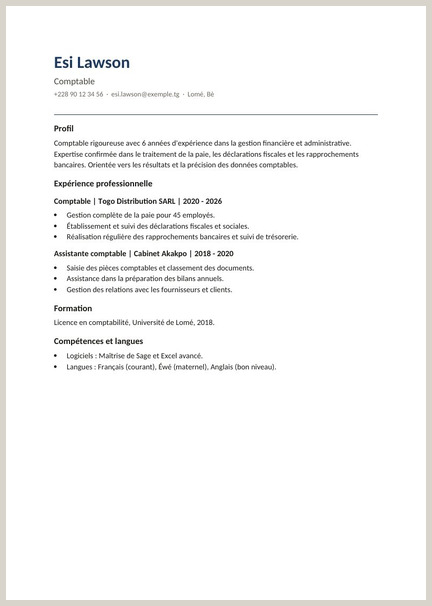 Esi Lawson
Comptable
+228 90 12 34 56 · esi.lawson@exemple.tg · Lomé, Bè
Profil
Comptable rigoureuse avec 6 années d'expérience dans la gestion financière et administrative.
Expertise confirmée dans le traitement de la paie, les déclarations fiscales et les rapprochements
bancaires. Orientée vers les résultats et la précision des données comptables.
Expérience professionnelle
Comptable | Togo Distribution SARL | 2020 - 2026
• Gestion complète de la paie pour 45 employés.
• Établissement et suivi des déclarations fiscales et sociales.
• Réalisation régulière des rapprochements bancaires et suivi de trésorerie.
Assistante comptable | Cabinet Akakpo | 2018 - 2020
• Saisie des pièces comptables et classement des documents.
• Assistance dans la préparation des bilans annuels.
• Gestion des relations avec les fournisseurs et clients.
Formation
Licence en comptabilité, Université de Lomé, 2018.
Compétences et langues
• Logiciels : Maîtrise de Sage et Excel avancé.
• Langues : Français (courant), Éwé (maternel), Anglais (bon niveau).